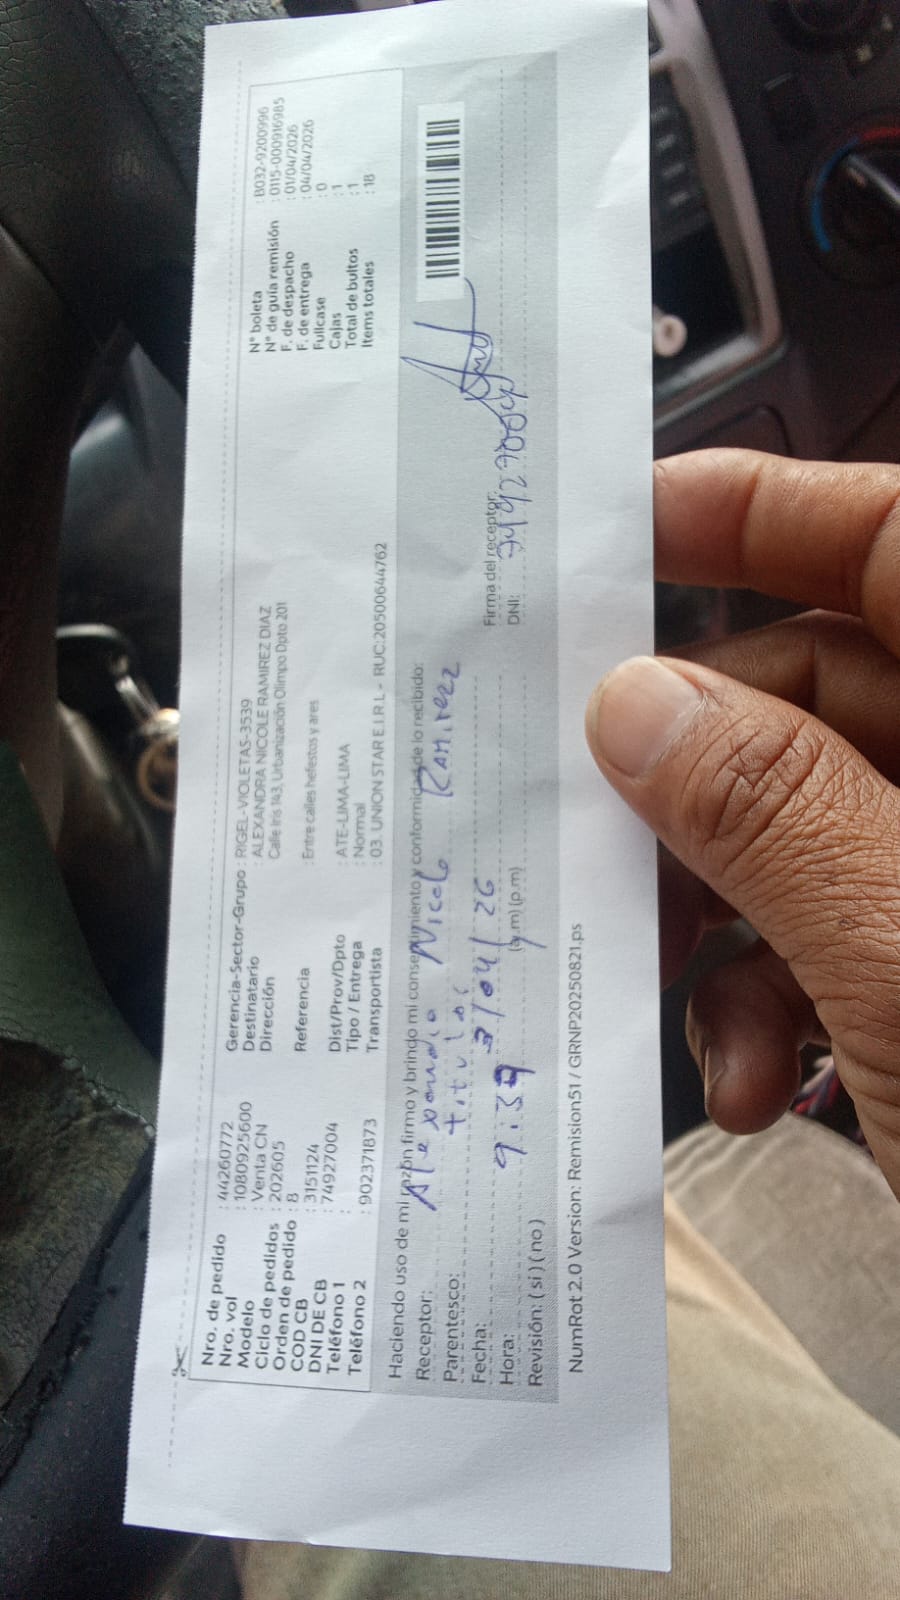 Nro. de pedido : 44260772
Nro. vol : 1080925600
Modelo : Venta CN
Ciclo de pedidos : 202605
Orden de pedido : 8
COD CB : 3151124
DNI DE CB : 74927004
Teléfono 1 :
Teléfono 2 : 902371873
Gerencia-Sector-Grupo : RIGEL-VIOLETAS-3539
Destinatario : ALEXANDRA NICOLE RAMIREZ DIAZ
Dirección Calle Iris 143, Urbanización Olimpo Dpto 201
Referencia : Entre calles hefestos y ares
Dist/Prov/Dpto : ATE-LIMA-LIMA
Tipo / Entrega : Normal
Transportista : 03 UNION STAR E.I.R.L - RUC:20500644762
N° boleta : B032-9200996
N° de guía remisión : 0115-000916985
F. de despacho : 01/04/2026
F. de entrega : 04/04/2026
Fullcase : 0
Cajas : 1
Total de bultos : 1
Items totales : 18
Haciendo uso de mi razón firmo y brindo mi consentimiento y conformidad de lo recibido:
Receptor: Nicole Ramirez
Parentesco: titular
Fecha: 3/04/26
Hora: 9:39 (a.m) (p.m)
Revisión: ( si ) ( no )
Firma del receptor:
DNI:
NumRot 2.0 Version: Remision51 / GRNP20250821.ps